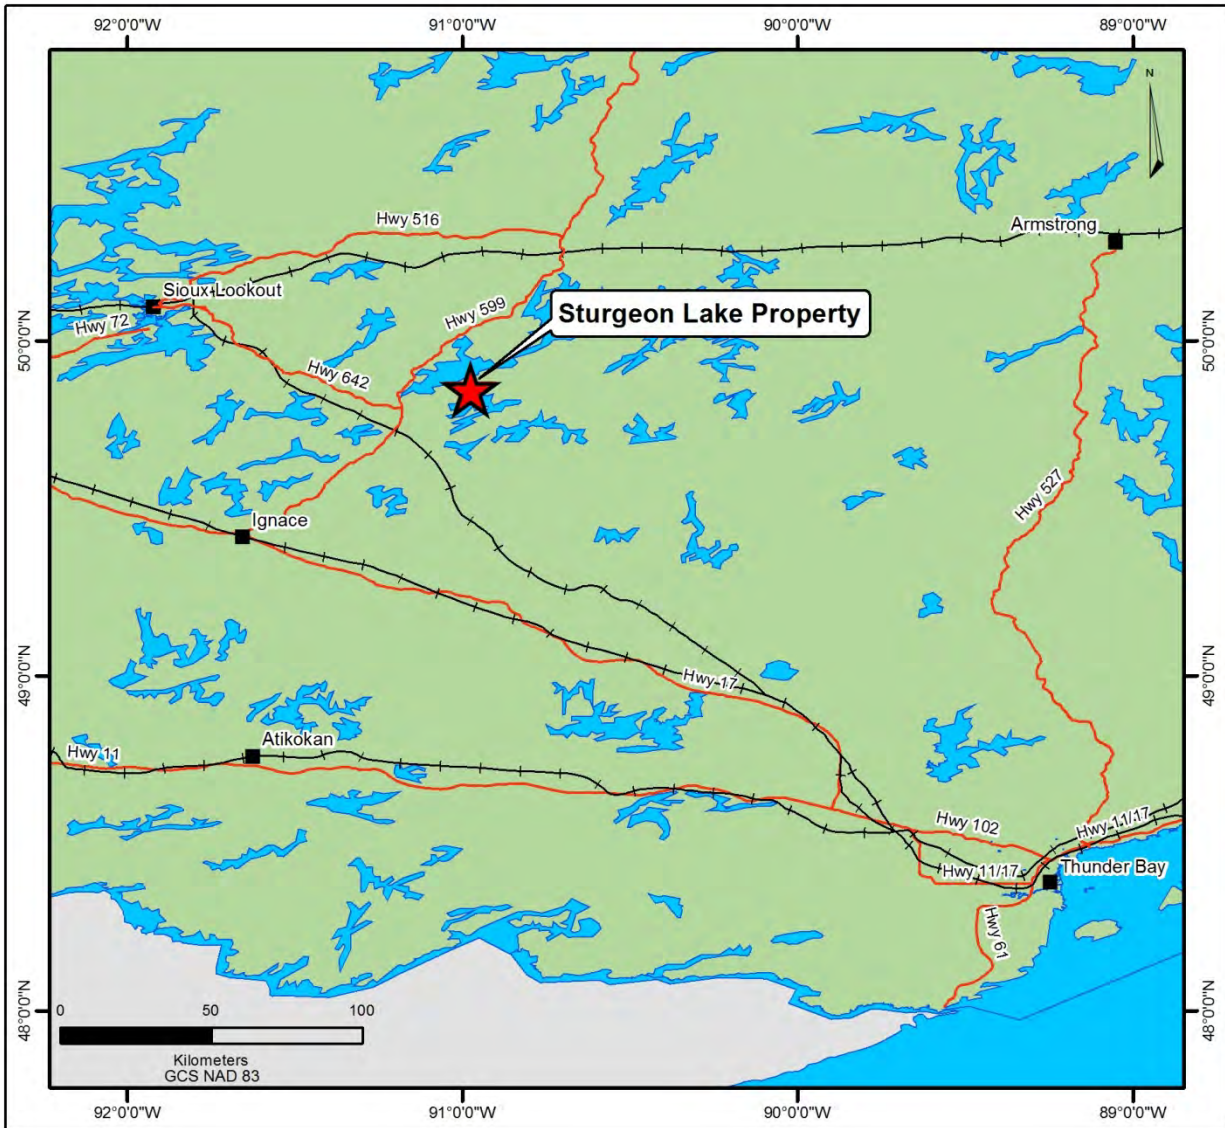 92°0'0"W
91°0'0"W
90°0'0"W
89°0'0"W
N
Hwy 516
Armstrong
Sioux Lookout
Hwy 72
Hwy 599
Sturgeon Lake Property
50°0'0"N
50°0'0"N
Hwy 642
Hwy 527
Ignace
49°0'0"N
49°0'0"N
Hwy 17
Atikokan
Hwy 11
Hwy 102
Hwy 11/17
Hwy 11/17
Thunder Bay
Hwy 61
48°0'0"N
48°0'0"N
0 50 100
Kilometers
GCS NAD 83
92°0'0"W
91°0'0"W
90°0'0"W
89°0'0"W